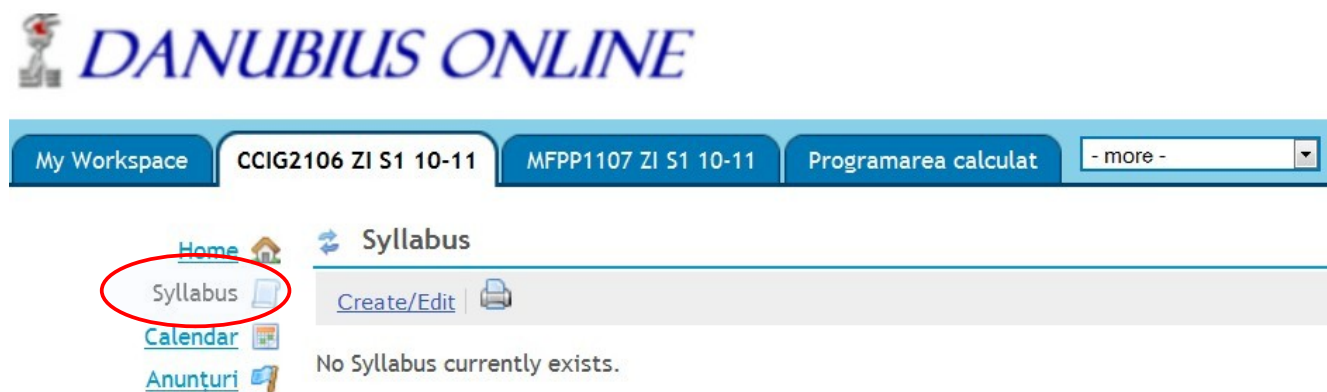 DANUBIUS ONLINE
My Workspace CCIG2106 ZI S1 10-11 MFPP1107 ZI S1 10-11 Programarea calculat - more -
Home Syllabus
Syllabus Create/Edit
Calendar
Anunțuri No Syllabus currently exists.